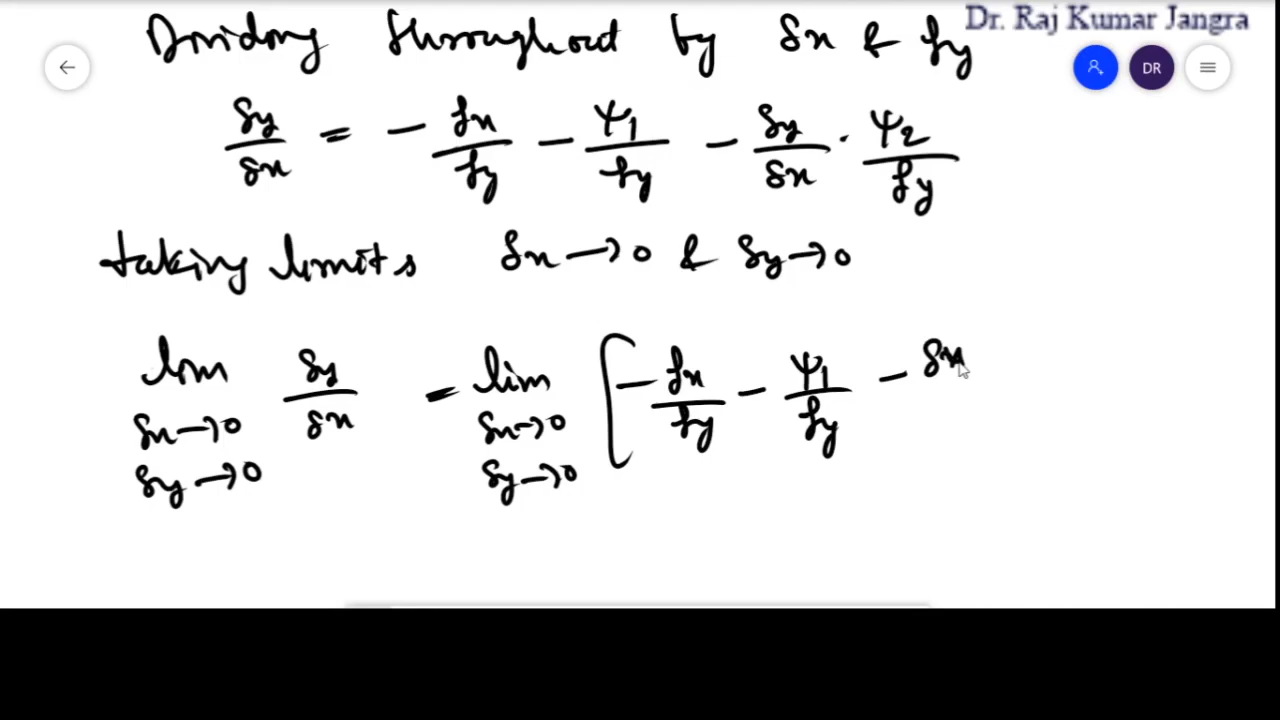 Dr. Raj Kumar Jangra
Dividing throughout by δx & fy
DR
δy/δx = - fx/fy - ψ1/fy - δy/δx · ψ2/fy
taking limits δx → 0 & δy → 0
lim δx→0 δy→0 δy/δx = lim δx→0 δy→0 [ - fx/fy - ψ1/fy - δx